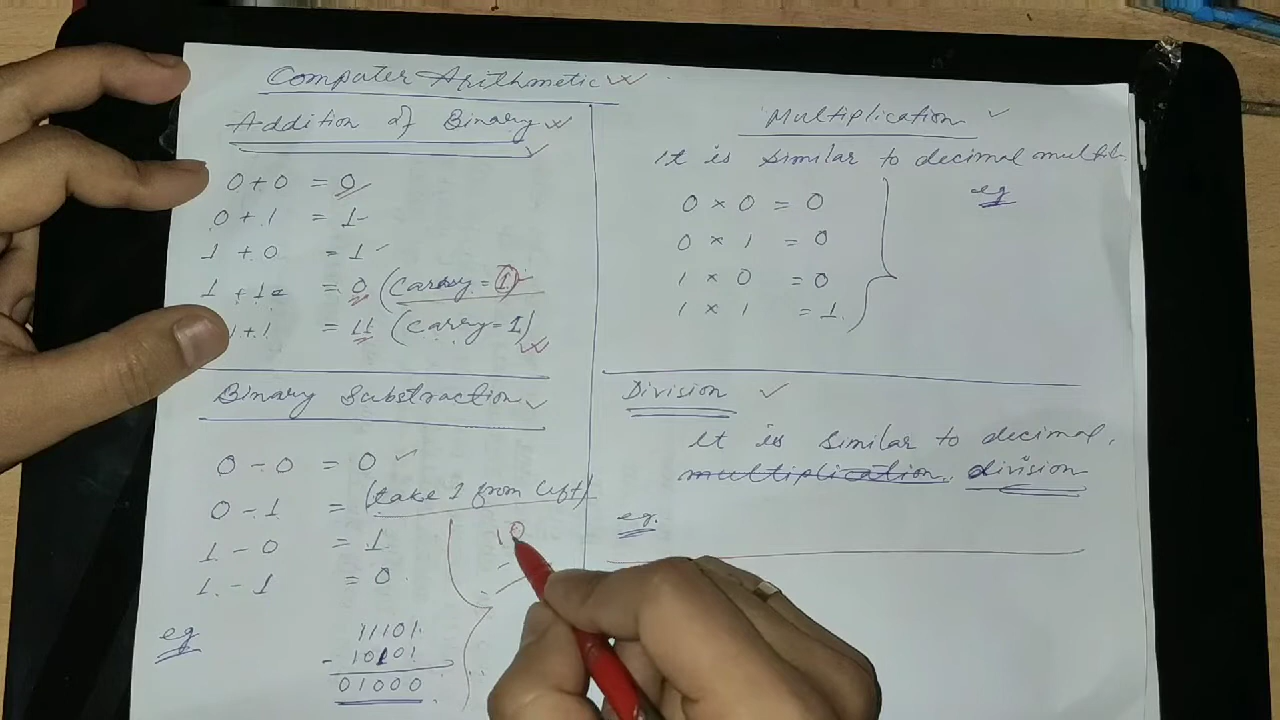 Computer Arithmetic
Addition of Binary
0 + 0 = 0
0 + 1 = 1
1 + 0 = 1
1 + 1 = 0 (carry = 1)
1 + 1 = 11 (carry = 1)
Binary Substraction
0 - 0 = 0
0 - 1 = (take 1 from left)
1 - 0 = 1
1 - 1 = 0
10
eg
11101
- 10101
01000
Multiplication
It is similar to decimal multib.
0 × 0 = 0
0 × 1 = 0
1 × 0 = 0
1 × 1 = 1
eg
Division
It is similar to decimal,
multiplication, division
eg.